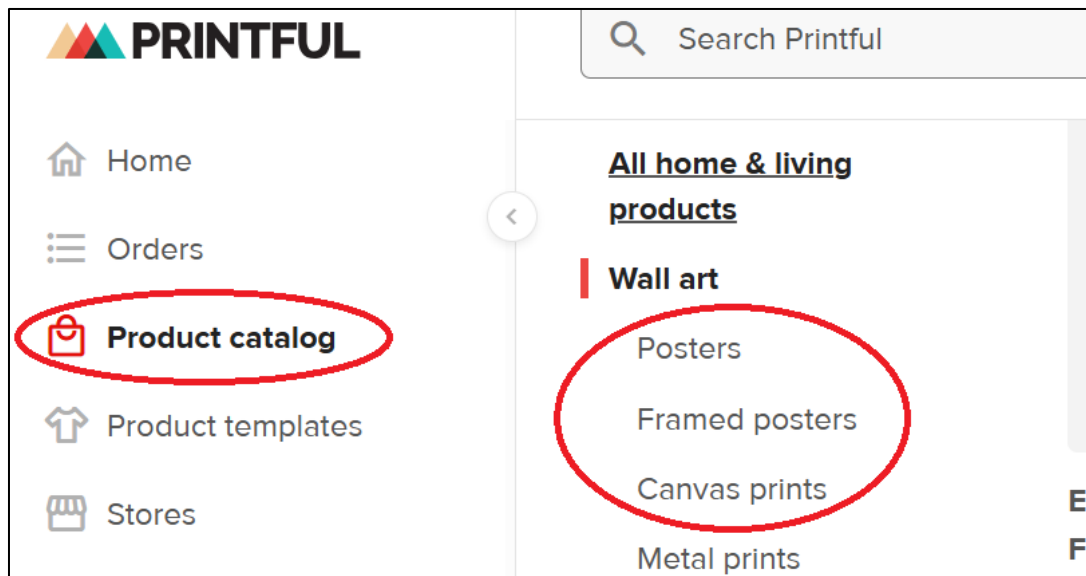 PRINTFUL
Search Printful
Home
Orders
Product catalog
Product templates
Stores
All home & living
products
Wall art
Posters
Framed posters
Canvas prints
Metal prints
E
F